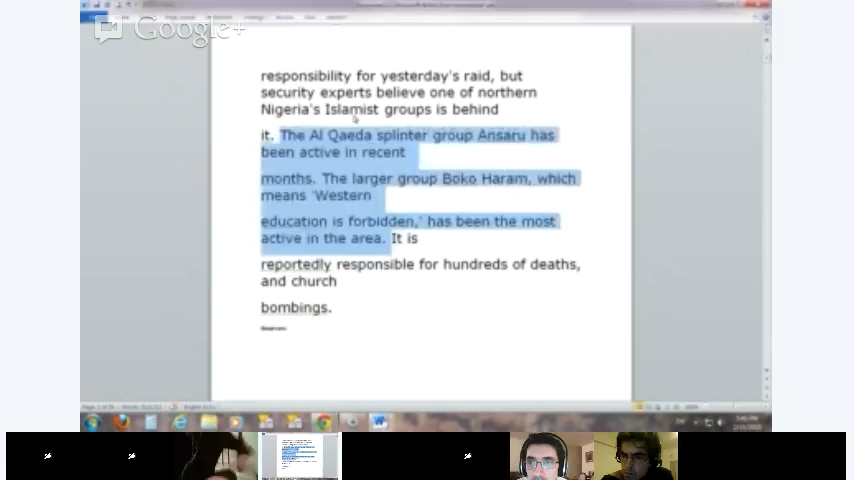 Google+
responsibility for yesterday's raid, but
security experts believe one of northern
Nigeria's Islamist groups is behind
it. The Al Qaeda splinter group Ansaru has
been active in recent
months. The larger group Boko Haram, which
means 'Western
education is forbidden,' has been the most
active in the area. It is
reportedly responsible for hundreds of deaths,
and church
bombings.